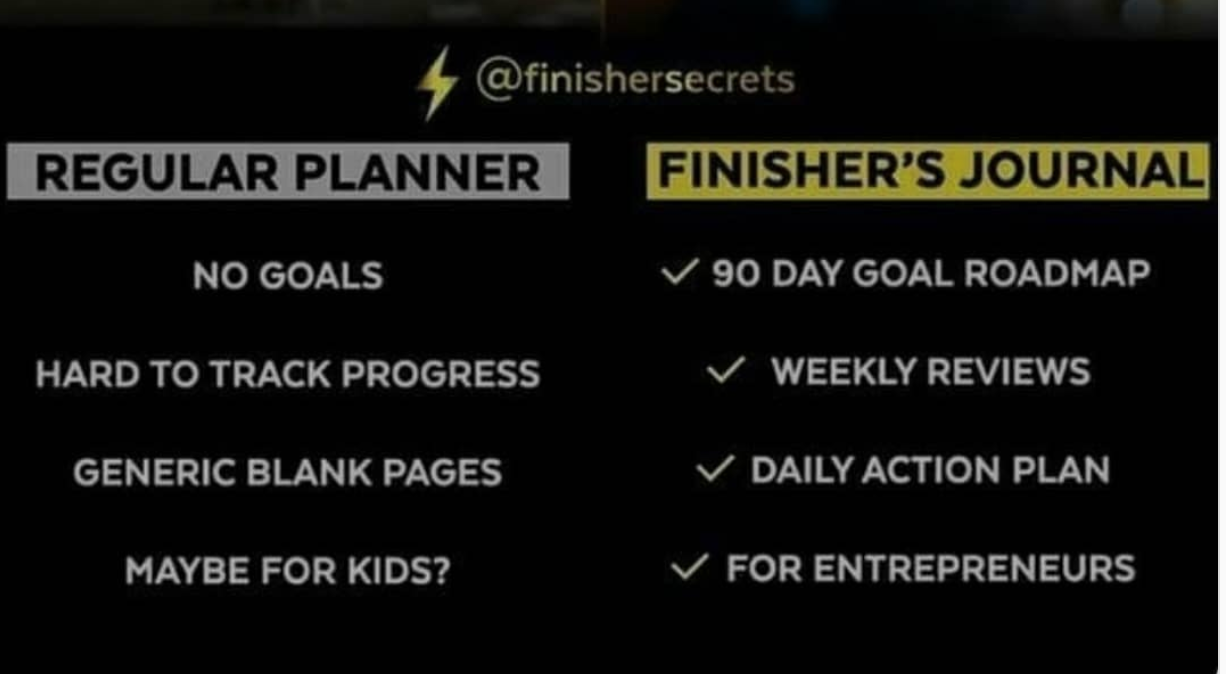 @finishersecrets
REGULAR PLANNER
FINISHER'S JOURNAL
NO GOALS
✓ 90 DAY GOAL ROADMAP
HARD TO TRACK PROGRESS
✓ WEEKLY REVIEWS
GENERIC BLANK PAGES
✓ DAILY ACTION PLAN
MAYBE FOR KIDS?
✓ FOR ENTREPRENEURS